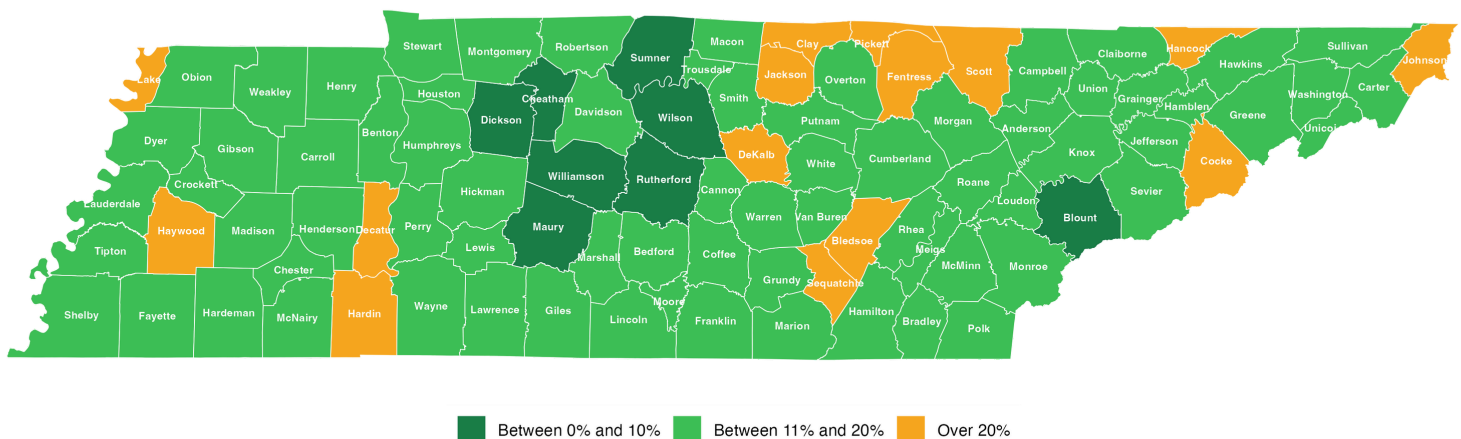 Stewart
Montgomery
Robertson
Sumner
Macon
Clay
Pickett
Hancock
Sullivan
Johnson
Lake
Obion
Weakley
Henry
Houston
Cheatham
Trousdale
Jackson
Overton
Fentress
Scott
Campbell
Claiborne
Union
Grainger
Hawkins
Hamblen
Washington
Carter
Greene
Unicoi
Dyer
Gibson
Carroll
Benton
Humphreys
Dickson
Davidson
Wilson
Smith
Putnam
Morgan
Anderson
Knox
Jefferson
Cocke
Crockett
Lauderdale
Haywood
Madison
Henderson
Decatur
Perry
Hickman
Williamson
Rutherford
DeKalb
Cannon
White
Cumberland
Roane
Loudon
Blount
Sevier
Tipton
Chester
Lewis
Maury
Marshall
Bedford
Coffee
Warren
Van Buren
Bledsoe
Rhea
Meigs
McMinn
Monroe
Shelby
Fayette
Hardeman
McNairy
Hardin
Wayne
Lawrence
Giles
Lincoln
Moore
Franklin
Grundy
Sequatchie
Marion
Hamilton
Bradley
Polk
Between 0% and 10%
Between 11% and 20%
Over 20%